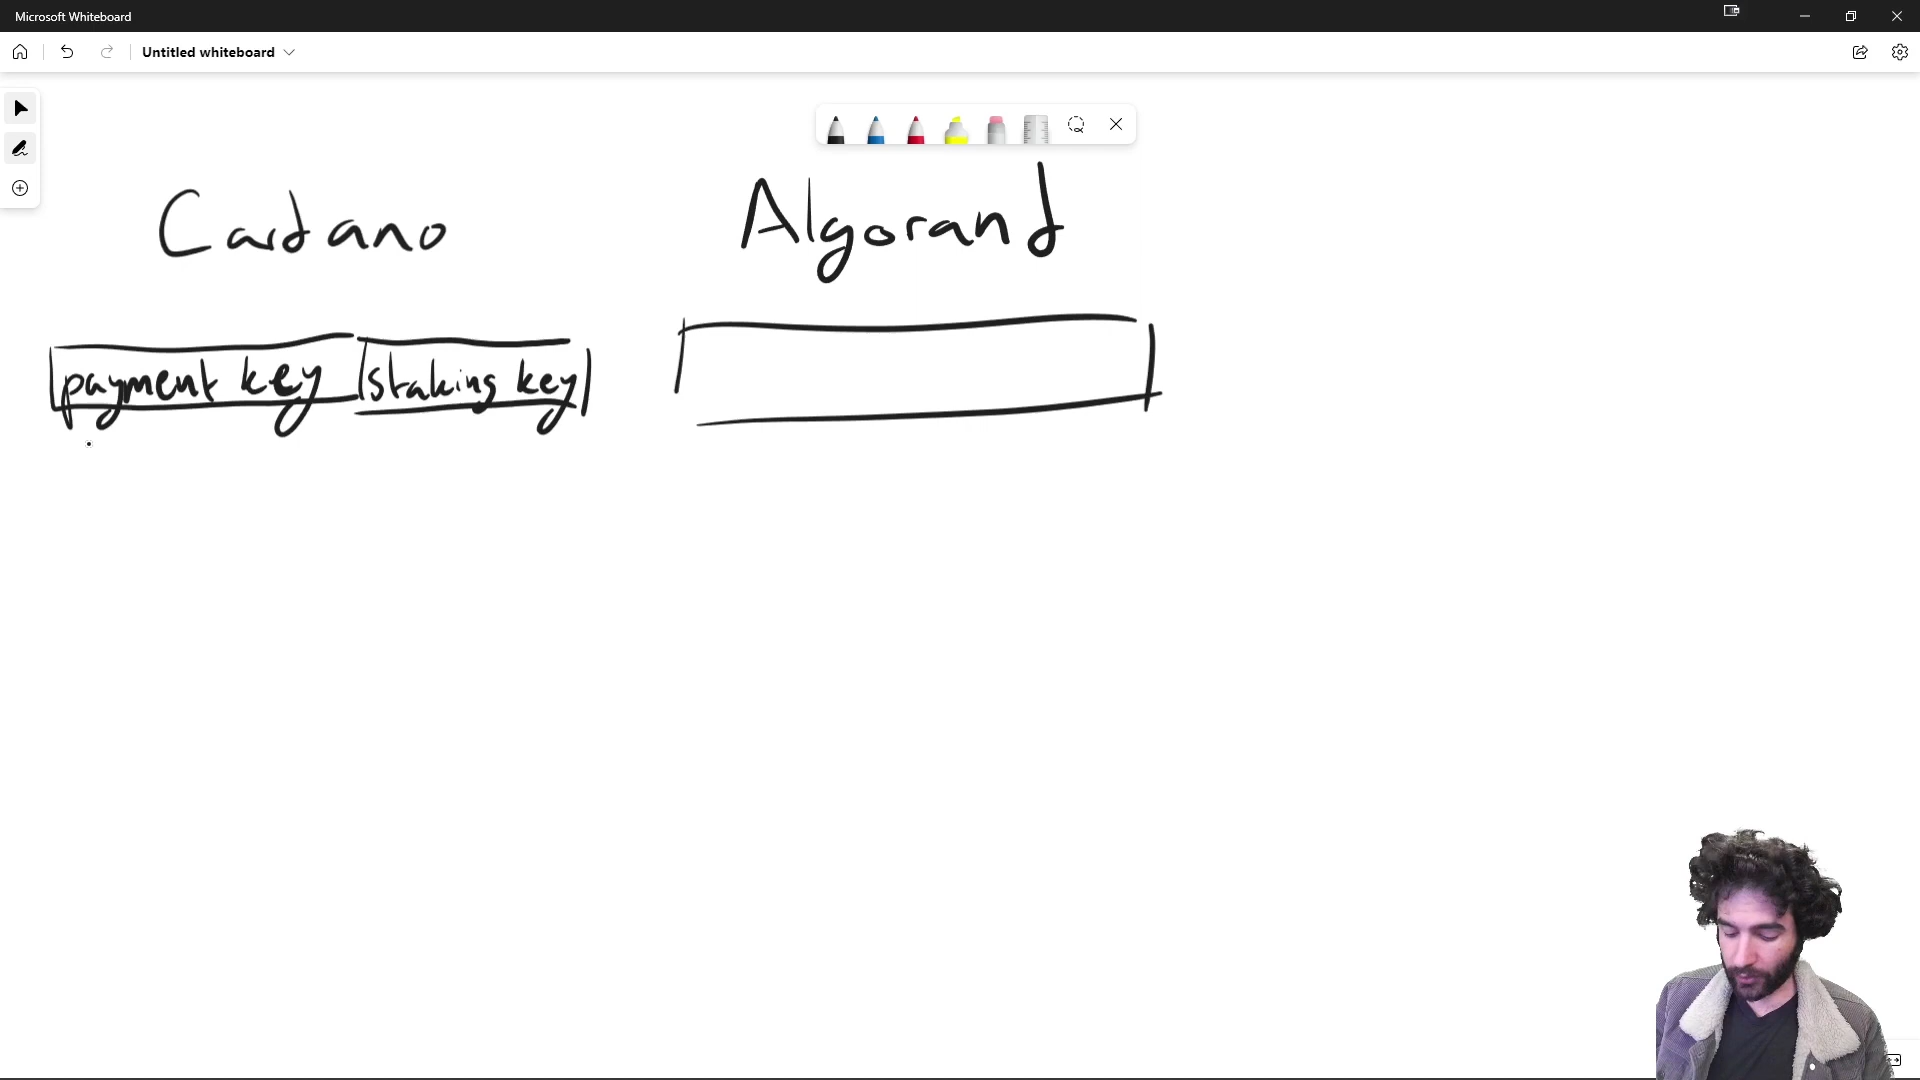 Microsoft Whiteboard
Untitled whiteboard
Cardano
Algorand
payment key
staking key